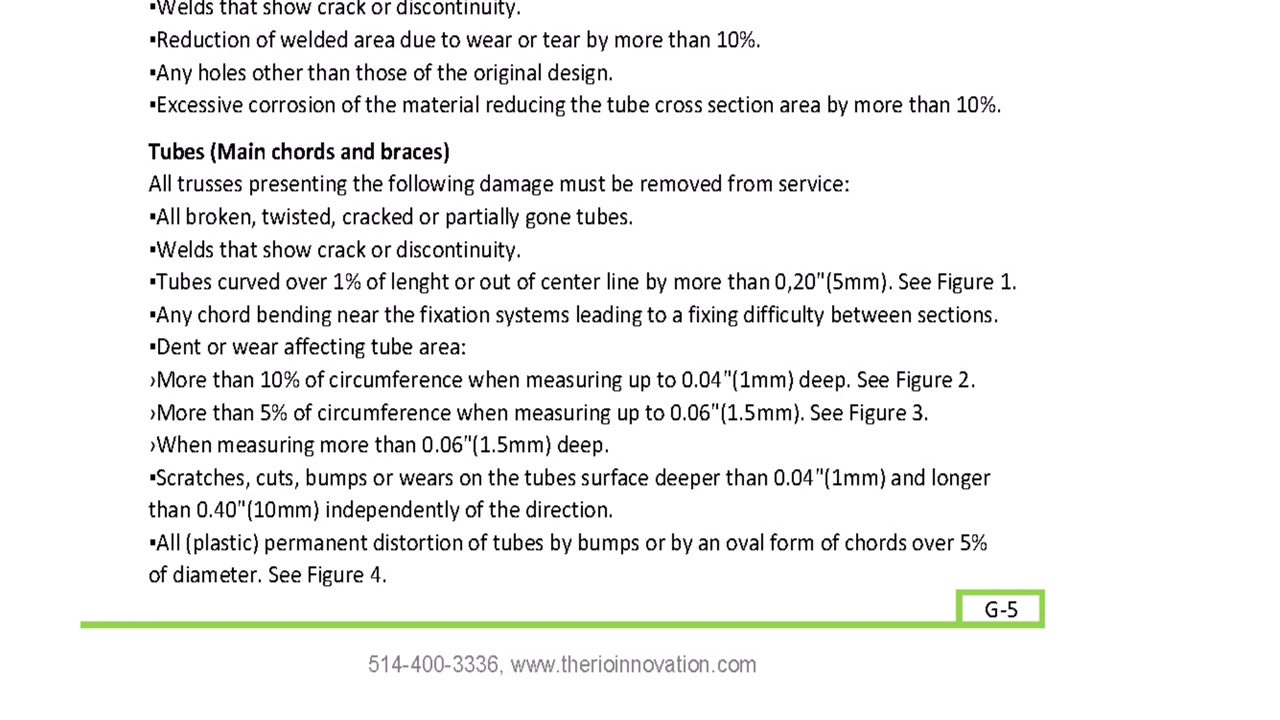 ▪Welds that show crack or discontinuity.
▪Reduction of welded area due to wear or tear by more than 10%.
▪Any holes other than those of the original design.
▪Excessive corrosion of the material reducing the tube cross section area by more than 10%.
Tubes (Main chords and braces)
All trusses presenting the following damage must be removed from service:
▪All broken, twisted, cracked or partially gone tubes.
▪Welds that show crack or discontinuity.
▪Tubes curved over 1% of lenght or out of center line by more than 0,20"(5mm). See Figure 1.
▪Any chord bending near the fixation systems leading to a fixing difficulty between sections.
▪Dent or wear affecting tube area:
›More than 10% of circumference when measuring up to 0.04"(1mm) deep. See Figure 2.
›More than 5% of circumference when measuring up to 0.06"(1.5mm). See Figure 3.
›When measuring more than 0.06"(1.5mm) deep.
▪Scratches, cuts, bumps or wears on the tubes surface deeper than 0.04"(1mm) and longer
than 0.40"(10mm) independently of the direction.
▪All (plastic) permanent distortion of tubes by bumps or by an oval form of chords over 5%
of diameter. See Figure 4.
G-5
514-400-3336, www.therioinnovation.com